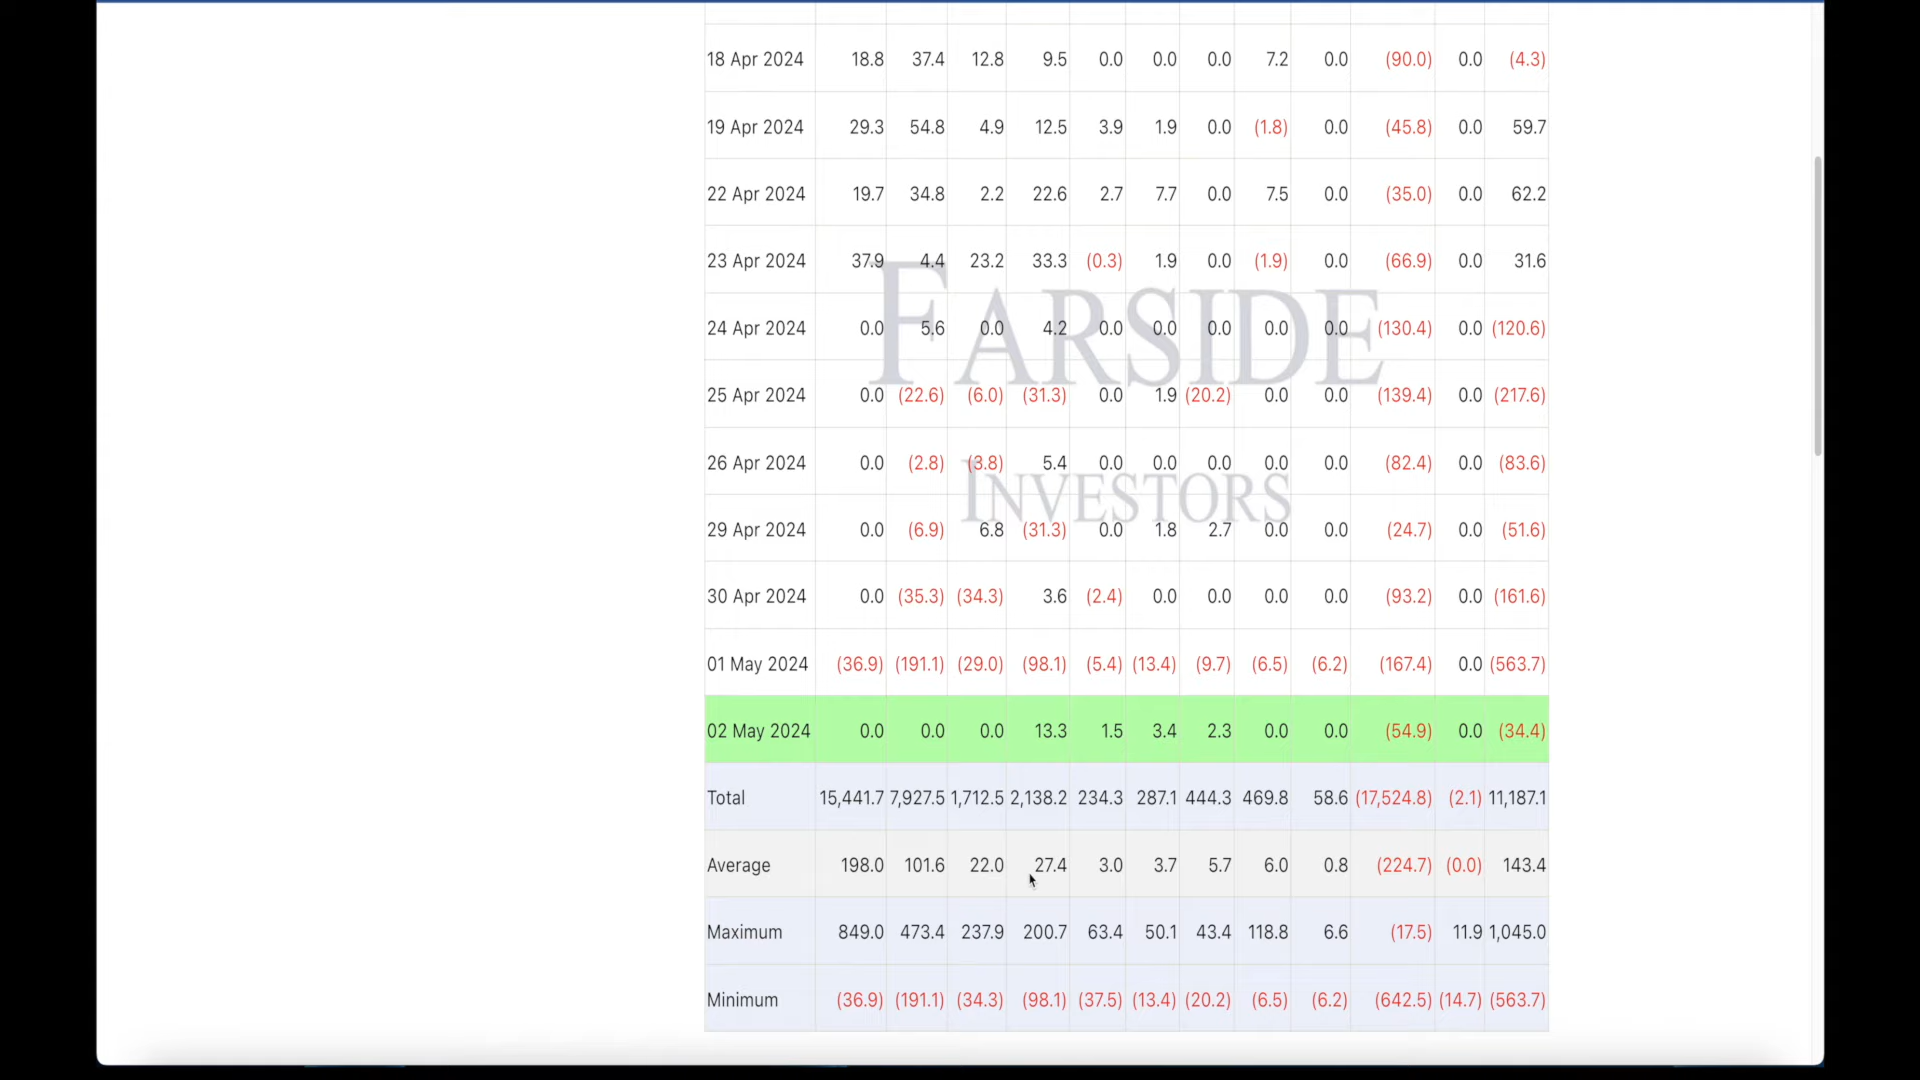 18 Apr 2024 18.8 37.4 12.8 9.5 0.0 0.0 0.0 7.2 0.0 (90.0) 0.0 (4.3)
19 Apr 2024 29.3 54.8 4.9 12.5 3.9 1.9 0.0 (1.8) 0.0 (45.8) 0.0 59.7
22 Apr 2024 19.7 34.8 2.2 22.6 2.7 7.7 0.0 7.5 0.0 (35.0) 0.0 62.2
23 Apr 2024 37.9 4.4 23.2 33.3 (0.3) 1.9 0.0 (1.9) 0.0 (66.9) 0.0 31.6
FARSIDE
24 Apr 2024 0.0 5.6 0.0 4.2 0.0 0.0 0.0 0.0 0.0 (130.4) 0.0 (120.6)
25 Apr 2024 0.0 (22.6) (6.0) (31.3) 0.0 1.9 (20.2) 0.0 0.0 (139.4) 0.0 (217.6)
26 Apr 2024 0.0 (2.8) (3.8) 5.4 0.0 0.0 0.0 0.0 0.0 (82.4) 0.0 (83.6)
INVESTORS
29 Apr 2024 0.0 (6.9) 6.8 (31.3) 0.0 1.8 2.7 0.0 0.0 (24.7) 0.0 (51.6)
30 Apr 2024 0.0 (35.3) (34.3) 3.6 (2.4) 0.0 0.0 0.0 0.0 (93.2) 0.0 (161.6)
01 May 2024 (36.9) (191.1) (29.0) (98.1) (5.4) (13.4) (9.7) (6.5) (6.2) (167.4) 0.0 (563.7)
02 May 2024 0.0 0.0 0.0 13.3 1.5 3.4 2.3 0.0 0.0 (54.9) 0.0 (34.4)
Total 15,441.7 7,927.5 1,712.5 2,138.2 234.3 287.1 444.3 469.8 58.6 (17,524.8) (2.1) 11,187.1
Average 198.0 101.6 22.0 27.4 3.0 3.7 5.7 6.0 0.8 (224.7) (0.0) 143.4
Maximum 849.0 473.4 237.9 200.7 63.4 50.1 43.4 118.8 6.6 (17.5) 11.9 1,045.0
Minimum (36.9) (191.1) (34.3) (98.1) (37.5) (13.4) (20.2) (6.5) (6.2) (642.5) (14.7) (563.7)